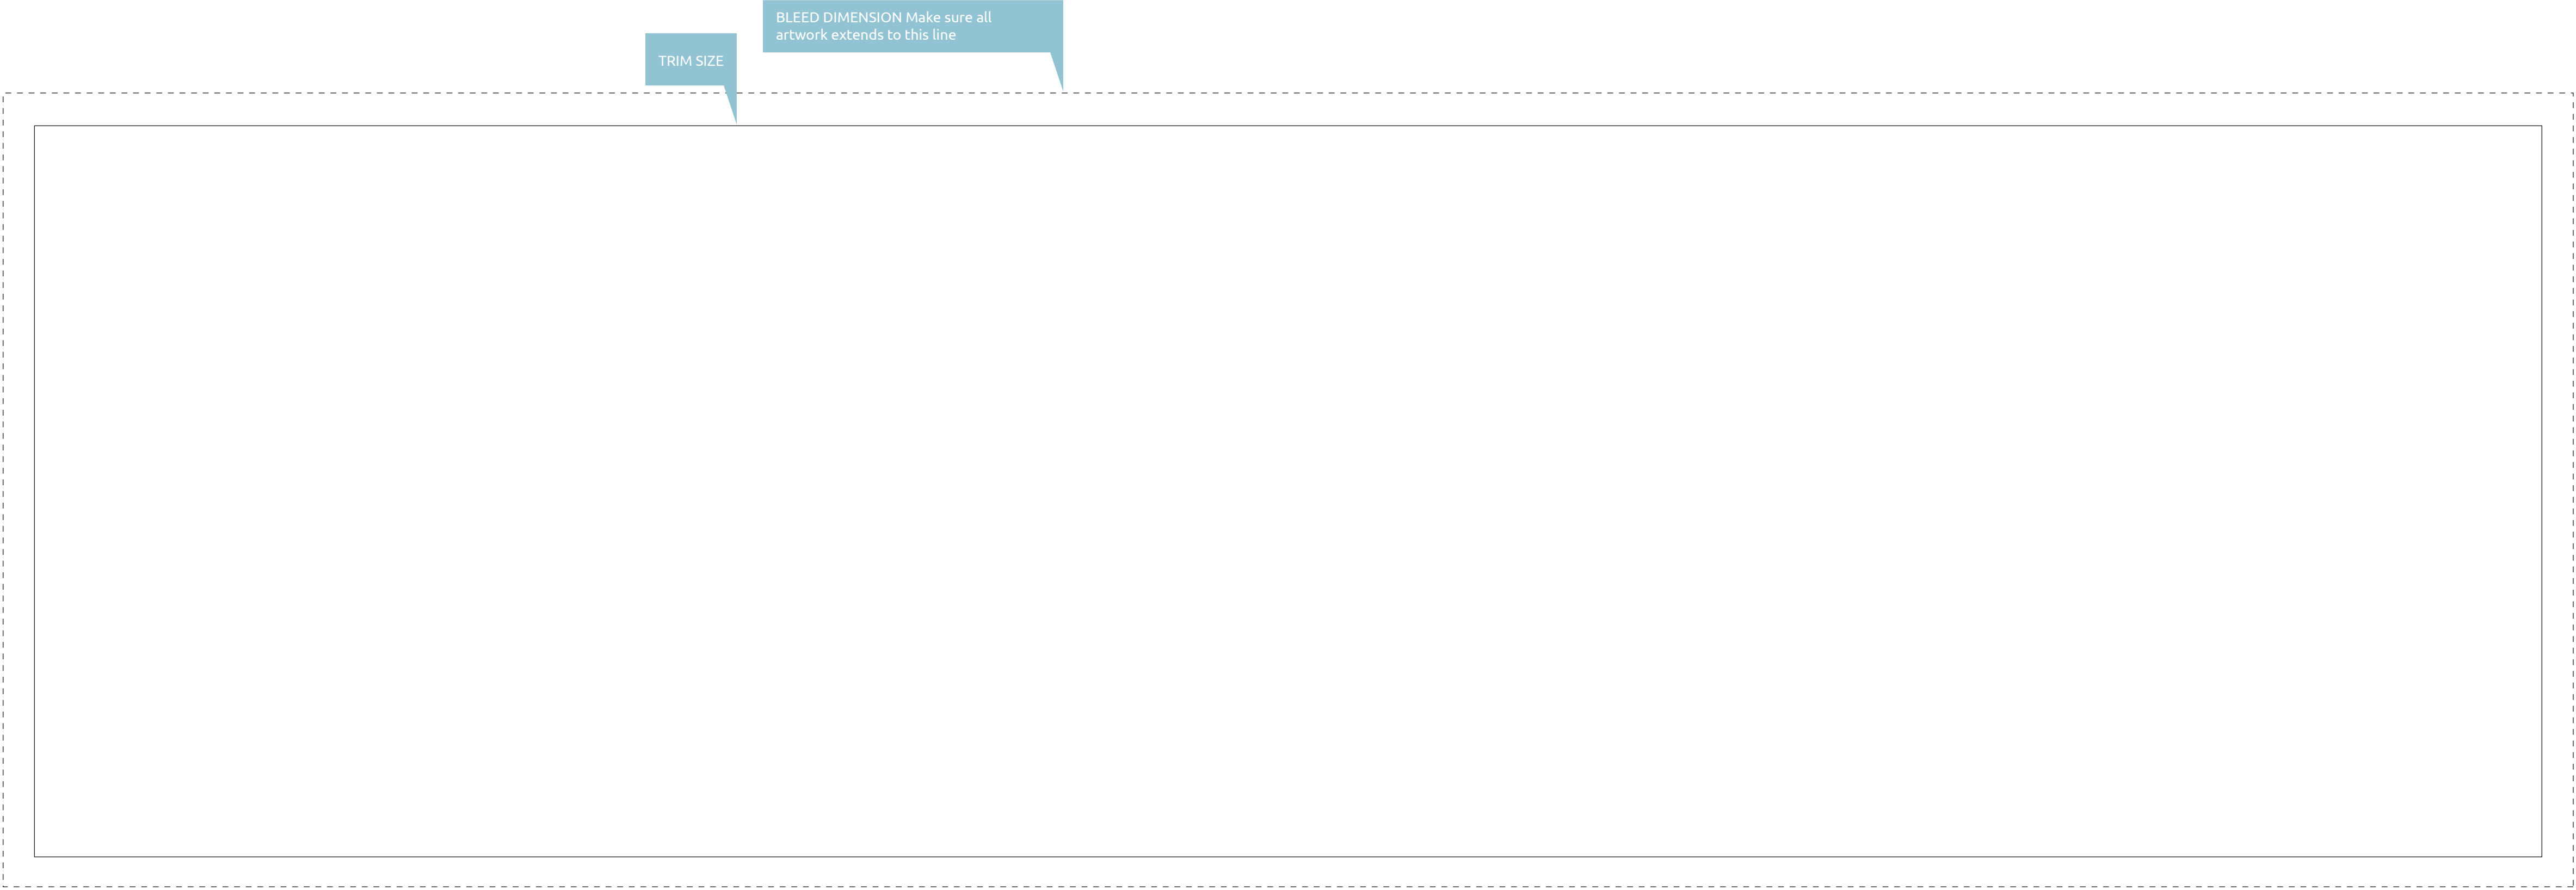 BLEED DIMENSION Make sure all
artwork extends to this line
TRIM SIZE